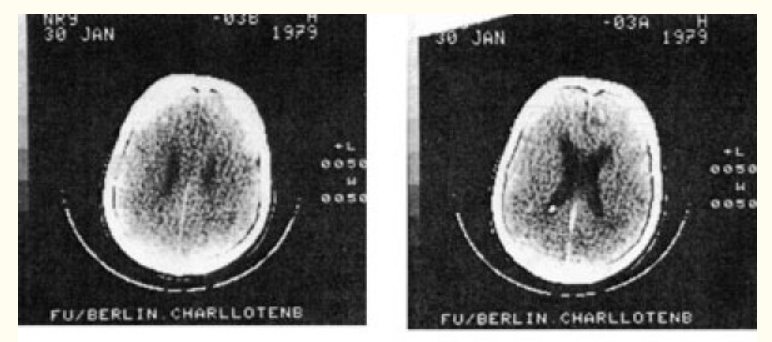 NR9 -03B H
30 JAN 1979
+L
0050
W
0050
FU/BERLIN.CHARLLOTENB
-03A H
30 JAN 1979
+L
0050
W
0050
FU/BERLIN.CHARLLOTENB